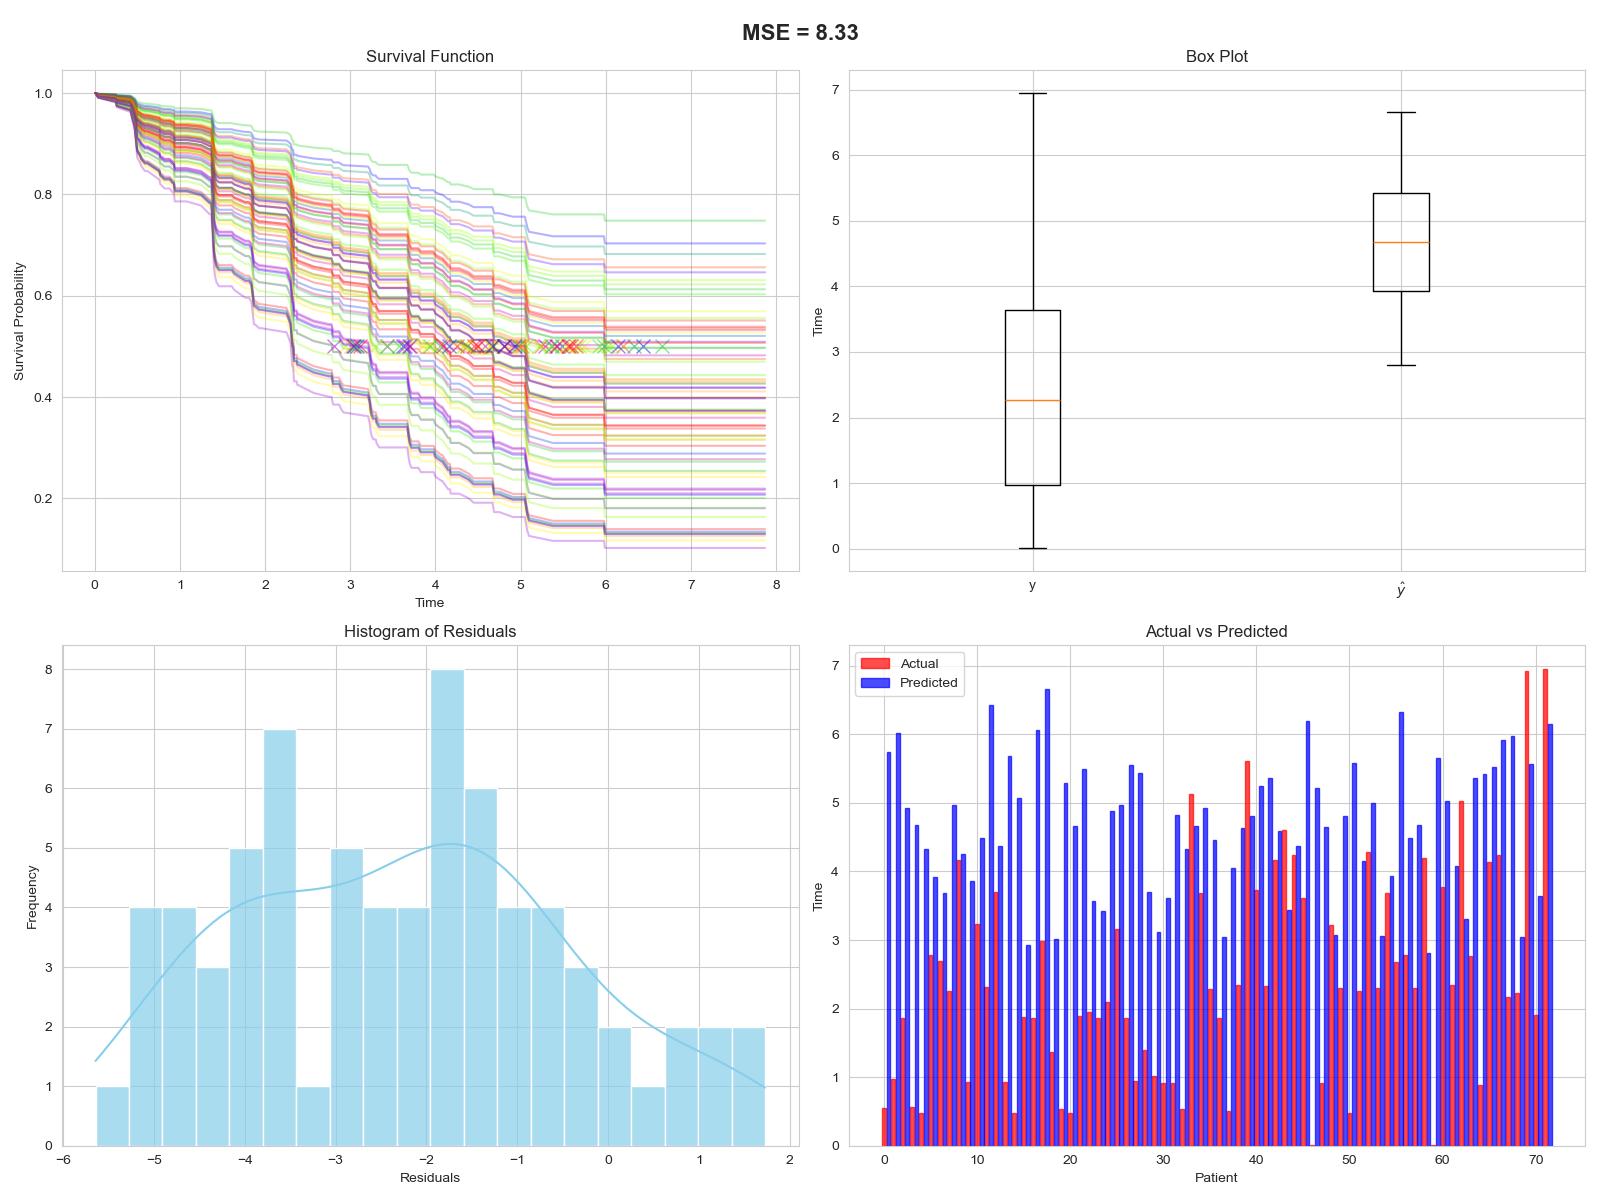 MSE = 8.33
Survival Function
Survival Probability
1.0
0.8
0.6
0.4
0.2
0 1 2 3 4 5 6 7 8
Time
Box Plot
Time
7
6
5
4
3
2
1
0
y ŷ
Histogram of Residuals
Frequency
8
7
6
5
4
3
2
1
0
−6 −5 −4 −3 −2 −1 0 1 2
Residuals
Actual vs Predicted
Actual
Predicted
Time
7
6
5
4
3
2
1
0
0 10 20 30 40 50 60 70
Patient